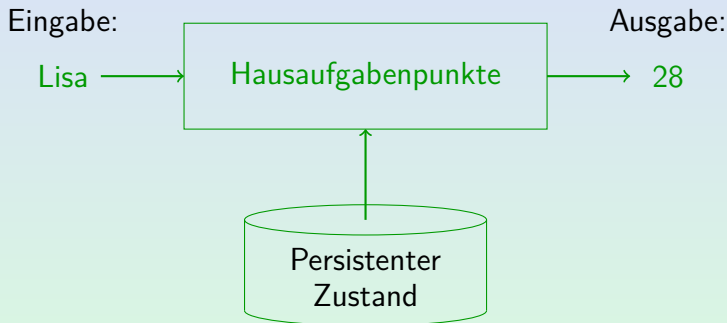 Eingabe:
Ausgabe:
Lisa
Hausaufgabenpunkte
28
Persistenter
Zustand